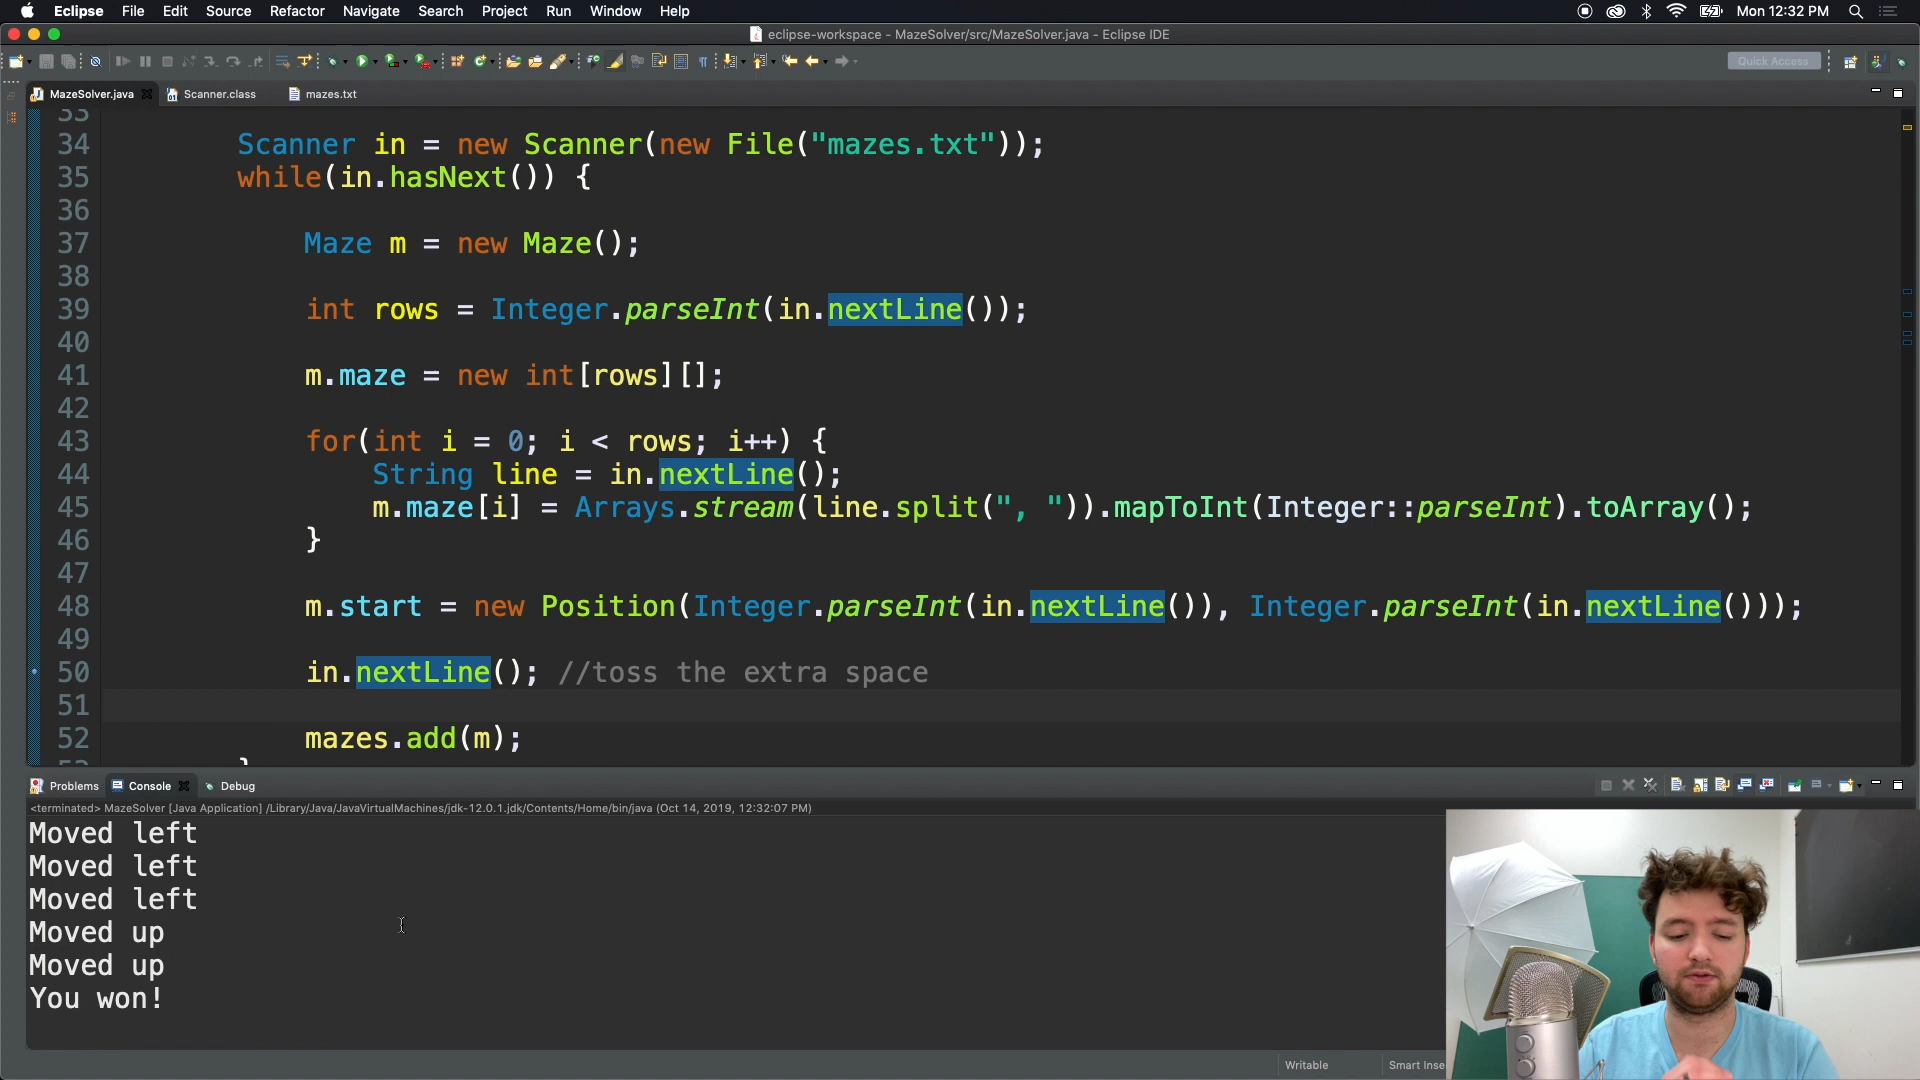 Eclipse File Edit Source Refactor Navigate Search Project Run Window Help Mon 12:32 PM
eclipse-workspace - MazeSolver/src/MazeSolver.java - Eclipse IDE
Quick Access
MazeSolver.java Scanner.class mazes.txt
33
34 Scanner in = new Scanner(new File("mazes.txt"));
35 while(in.hasNext()) {
36
37 Maze m = new Maze();
38
39 int rows = Integer.parseInt(in.nextLine());
40
41 m.maze = new int[rows][];
42
43 for(int i = 0; i < rows; i++) {
44 String line = in.nextLine();
45 m.maze[i] = Arrays.stream(line.split(", ")).mapToInt(Integer::parseInt).toArray();
46 }
47
48 m.start = new Position(Integer.parseInt(in.nextLine()), Integer.parseInt(in.nextLine()));
49
50 in.nextLine(); //toss the extra space
51
52 mazes.add(m);
}
Problems Console Debug
<terminated> MazeSolver [Java Application] /Library/Java/JavaVirtualMachines/jdk-12.0.1.jdk/Contents/Home/bin/java (Oct 14, 2019, 12:32:07 PM)
Moved left
Moved left
Moved left
Moved up
Moved up
You won!
Writable Smart Inse